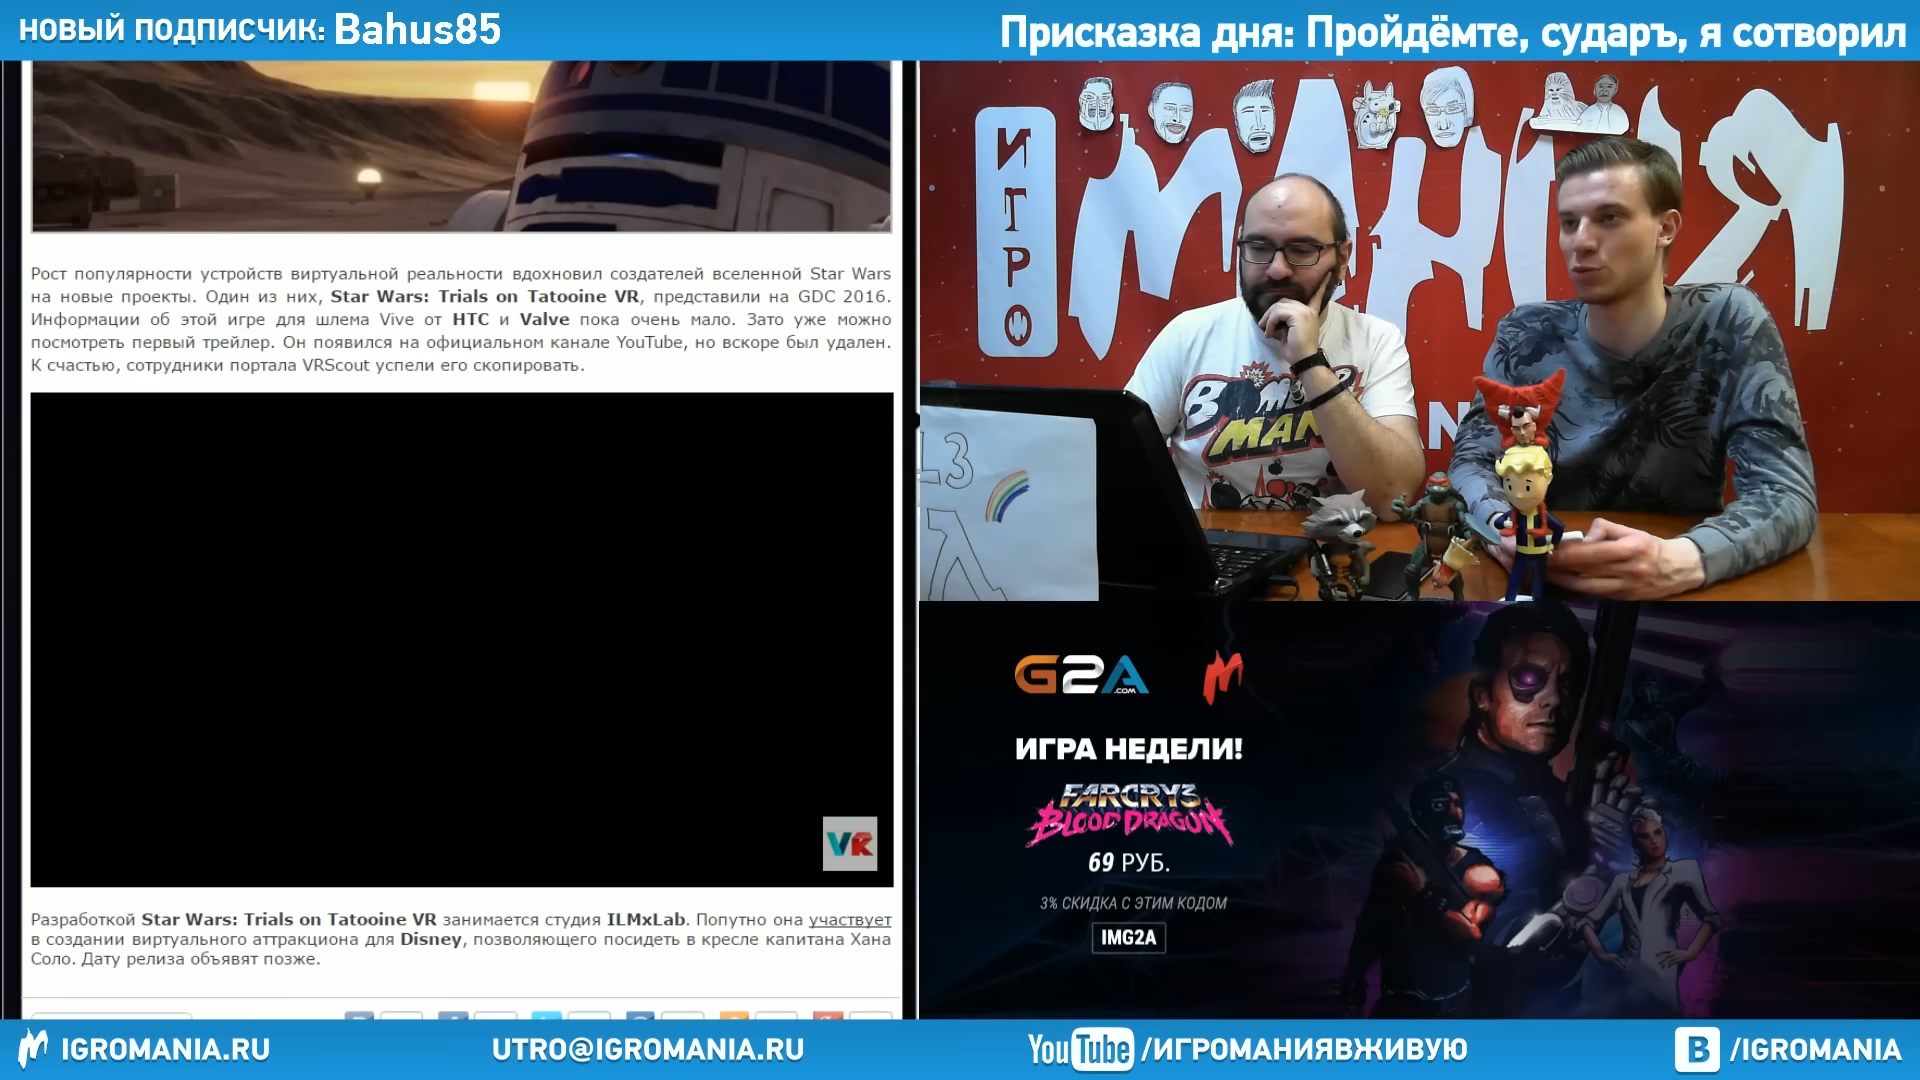 НОВЫЙ ПОДПИСЧИК: Bahus85
Присказка дня: Пройдёмте, сударъ, я сотворил
Рост популярности устройств виртуальной реальности вдохновил создателей вселенной Star Wars
на новые проекты. Один из них, Star Wars: Trials on Tatooine VR, представили на GDC 2016.
Информации об этой игре для шлема Vive от HTC и Valve пока очень мало. Зато уже можно
посмотреть первый трейлер. Он появился на официальном канале YouTube, но вскоре был удален.
К счастью, сотрудники портала VRScout успели его скопировать.
VR
Разработкой Star Wars: Trials on Tatooine VR занимается студия ILMxLab. Попутно она участвует
в создании виртуального аттракциона для Disney, позволяющего посидеть в кресле капитана Хана
Соло. Дату релиза объявят позже.
ИГРО
МАНИЯ
BOMBER
MAN
L3
G2A.COM
ИГРА НЕДЕЛИ!
FARCRY3
BLOOD DRAGON
69 РУБ.
3% СКИДКА С ЭТИМ КОДОМ
IMG2A
IGROMANIA.RU
UTRO@IGROMANIA.RU
YouTube /ИГРОМАНИЯВЖИВУЮ
B /IGROMANIA